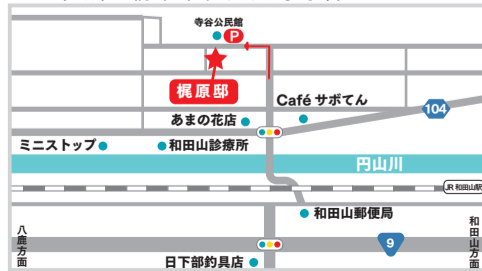 寺谷公民館
P
梶原邸
Café サボてん
104
あまの花店
ミニストップ
和田山診療所
円山川
JR 和田山駅
和田山郵便局
八鹿方面
9
和田山方面
日下部釣具店